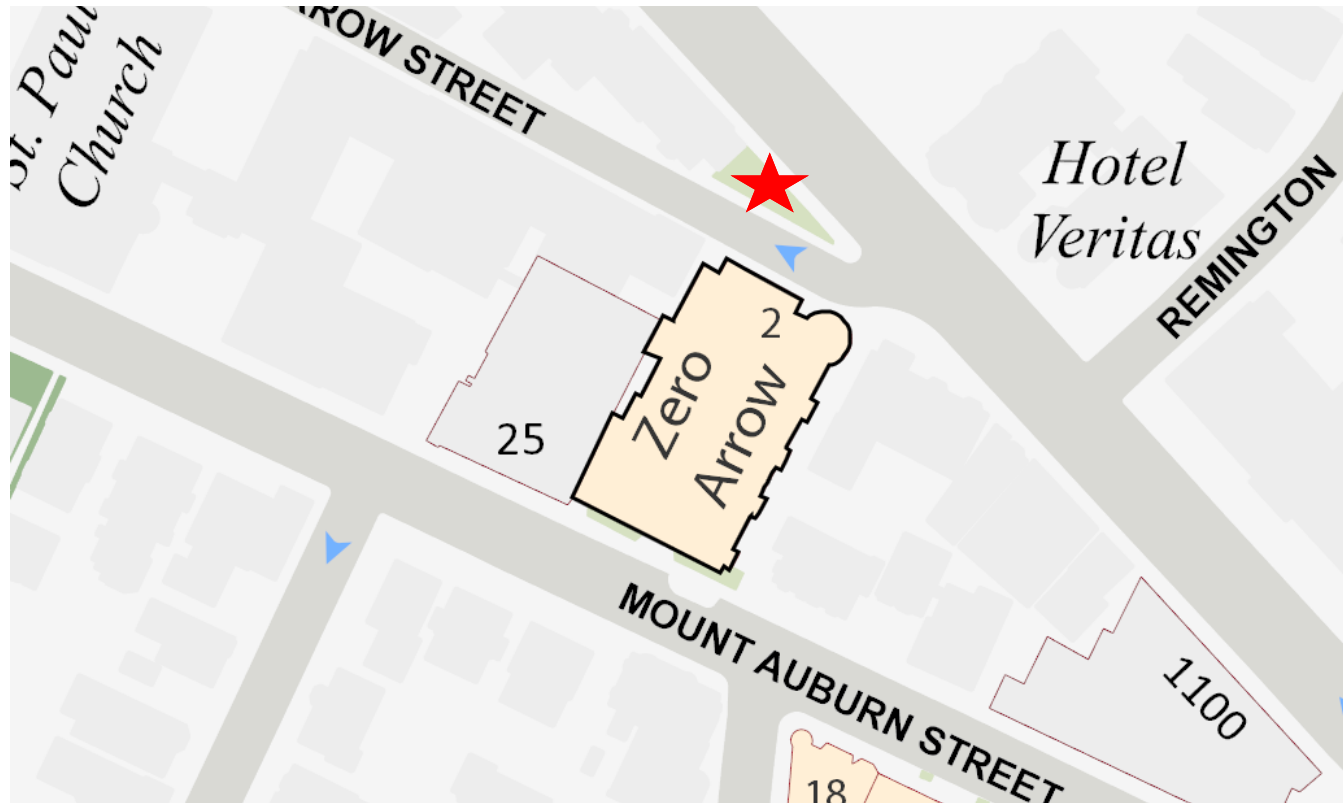 St. Paul
Church
ROW STREET
Hotel
Veritas
REMINGTON
2
Zero
Arrow
25
MOUNT AUBURN STREET
1100
18